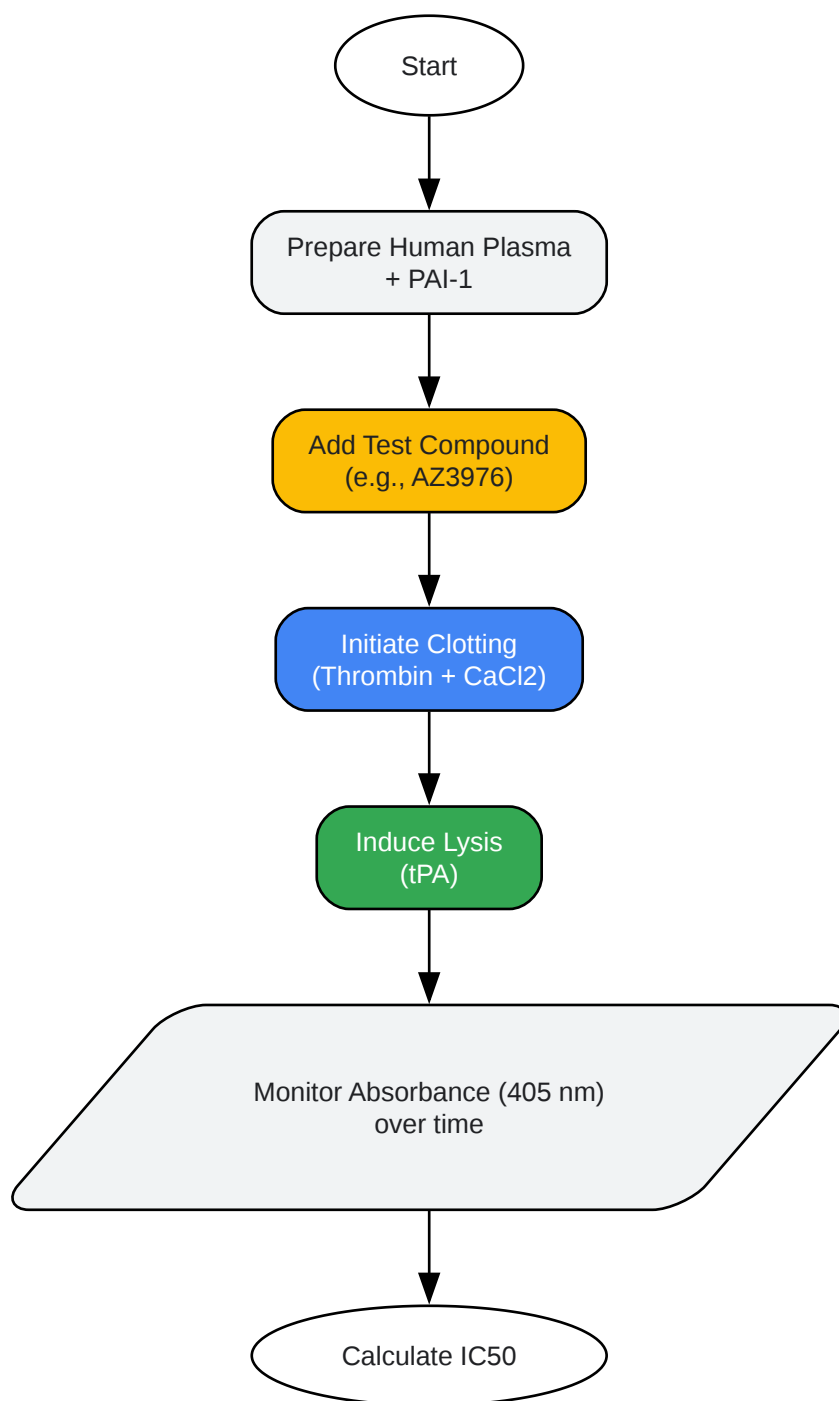 Start
Prepare Human Plasma
+ PAI-1
Add Test Compound
(e.g., AZ3976)
Initiate Clotting
(Thrombin + CaCl2)
Induce Lysis
(tPA)
Monitor Absorbance (405 nm)
over time
Calculate IC50